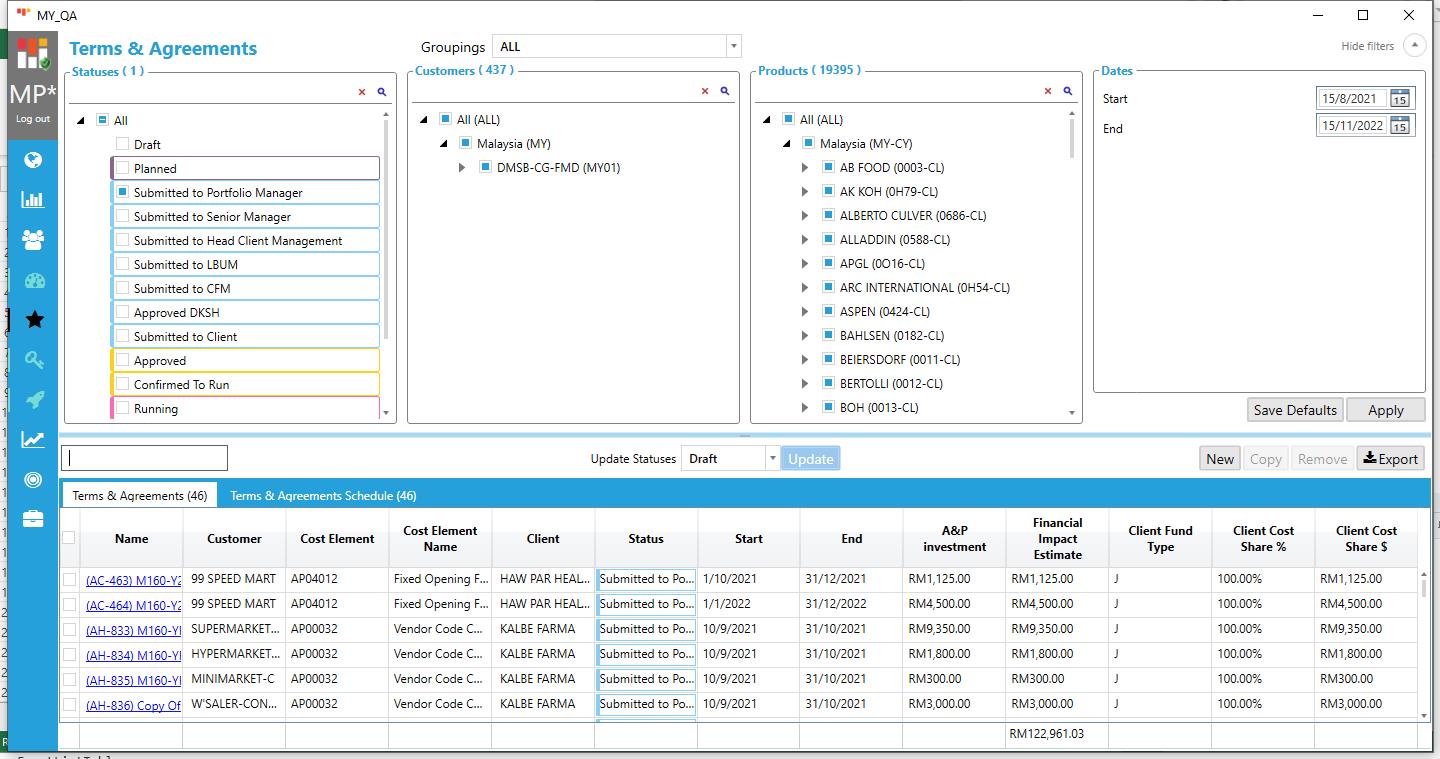 MY_QA
MP*
Log out
Terms & Agreements
Groupings ALL
Hide filters
Statuses ( 1 )
All
Draft
Planned
Submitted to Portfolio Manager
Submitted to Senior Manager
Submitted to Head Client Management
Submitted to LBUM
Submitted to CFM
Approved DKSH
Submitted to Client
Approved
Confirmed To Run
Running
Customers ( 437 )
All (ALL)
Malaysia (MY)
DMSB-CG-FMD (MY01)
Products ( 19395 )
All (ALL)
Malaysia (MY-CY)
AB FOOD (0003-CL)
AK KOH (0H79-CL)
ALBERTO CULVER (0686-CL)
ALLADDIN (0588-CL)
APGL (0O16-CL)
ARC INTERNATIONAL (0H54-CL)
ASPEN (0424-CL)
BAHLSEN (0182-CL)
BEIERSDORF (0011-CL)
BERTOLLI (0012-CL)
BOH (0013-CL)
Dates
Start 15/8/2021 15
End 15/11/2022 15
Save Defaults Apply
Update Statuses Draft Update New Copy Remove Export
Terms & Agreements (46) Terms & Agreements Schedule (46)
Name Customer Cost Element Cost Element Name Client Status Start End A&P investment Financial Impact Estimate Client Fund Type Client Cost Share % Client Cost Share $
(AC-463) M160-Y2 99 SPEED MART AP04012 Fixed Opening F... HAW PAR HEAL... Submitted to Po... 1/10/2021 31/12/2021 RM1,125.00 RM1,125.00 J 100.00% RM1,125.00
(AC-464) M160-Y2 99 SPEED MART AP04012 Fixed Opening F... HAW PAR HEAL... Submitted to Po... 1/1/2022 31/12/2022 RM4,500.00 RM4,500.00 J 100.00% RM4,500.00
(AH-833) M160-Y SUPERMARKET... AP00032 Vendor Code C... KALBE FARMA Submitted to Po... 10/9/2021 31/10/2021 RM9,350.00 RM9,350.00 J 100.00% RM9,350.00
(AH-834) M160-Y HYPERMARKET... AP00032 Vendor Code C... KALBE FARMA Submitted to Po... 10/9/2021 31/10/2021 RM1,800.00 RM1,800.00 J 100.00% RM1,800.00
(AH-835) M160-Y MINIMARKET-C AP00032 Vendor Code C... KALBE FARMA Submitted to Po... 10/9/2021 31/10/2021 RM300.00 RM300.00 J 100.00% RM300.00
(AH-836) Copy Of W'SALER-CON... AP00032 Vendor Code C... KALBE FARMA Submitted to Po... 10/9/2021 31/10/2021 RM3,000.00 RM3,000.00 J 100.00% RM3,000.00
RM122,961.03